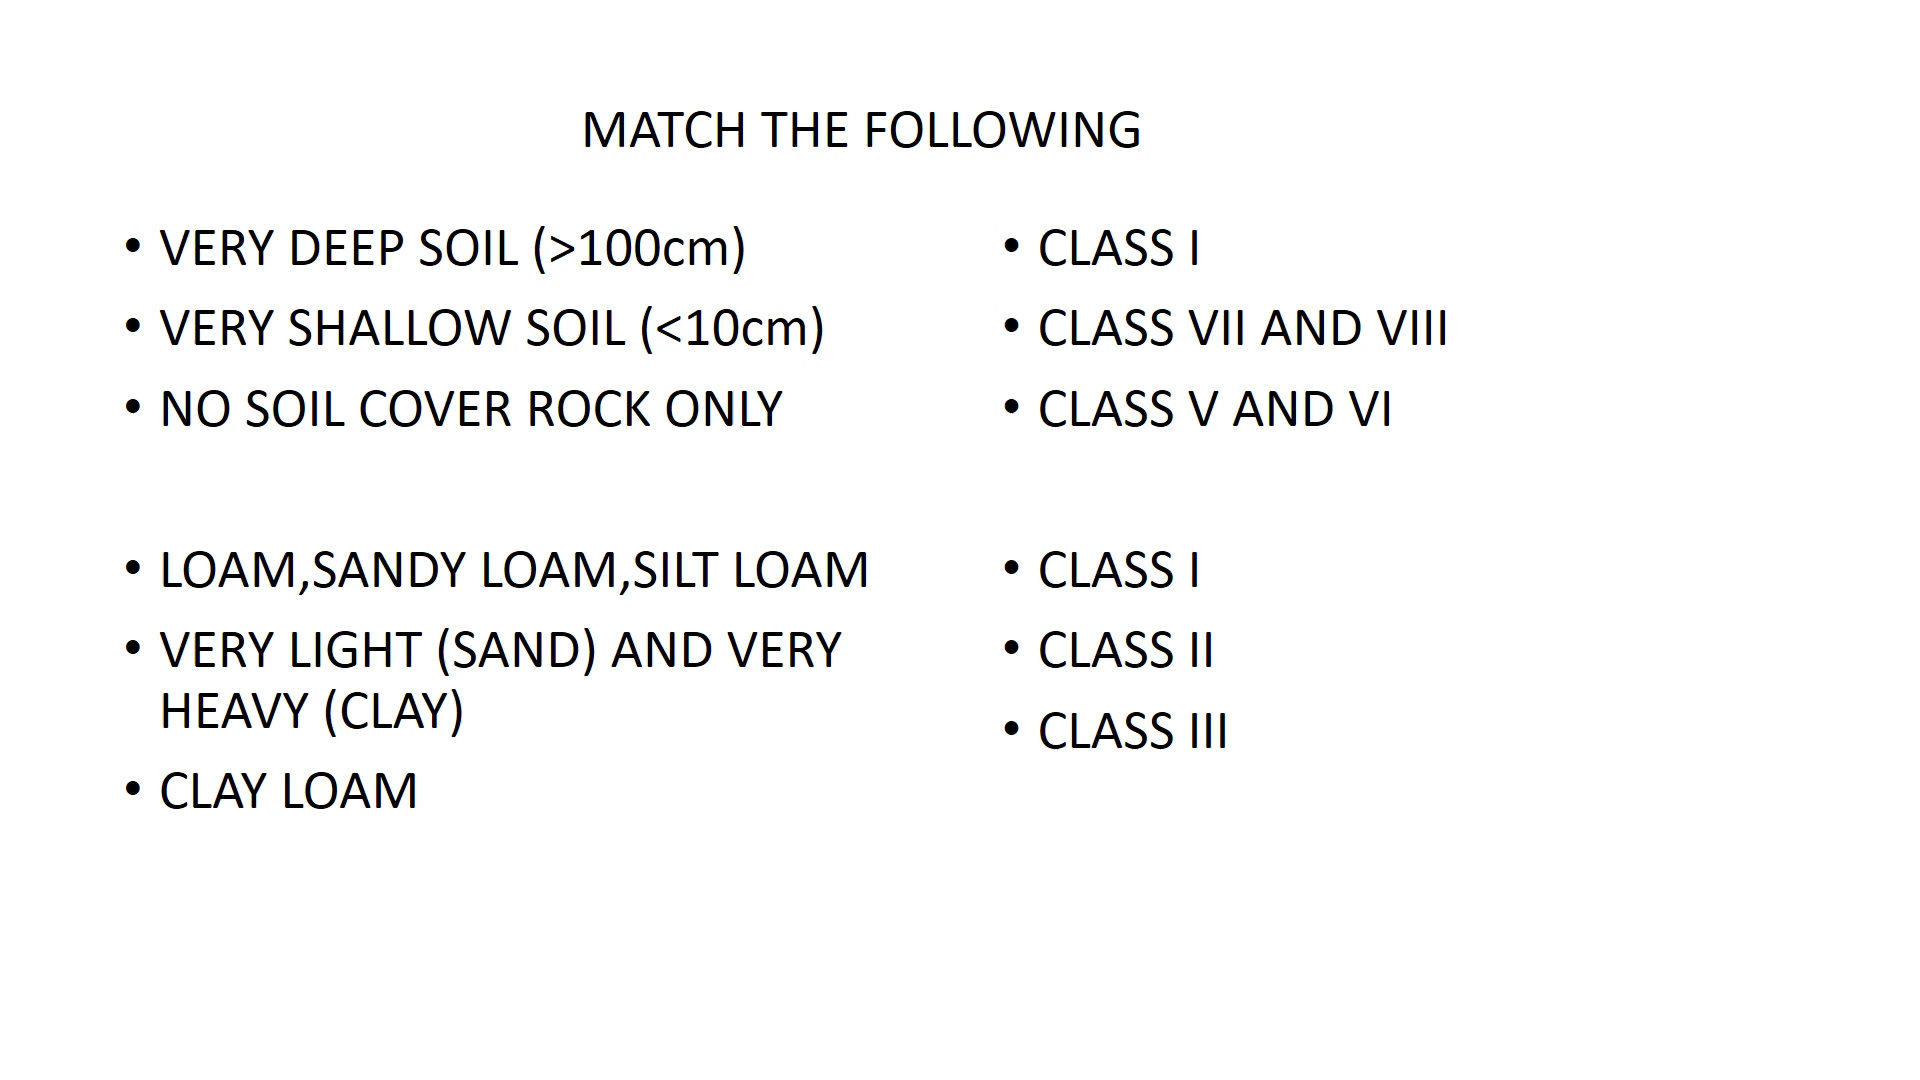 MATCH THE FOLLOWING
• VERY DEEP SOIL (>100cm)
• VERY SHALLOW SOIL (<10cm)
• NO SOIL COVER ROCK ONLY
• LOAM,SANDY LOAM,SILT LOAM
• VERY LIGHT (SAND) AND VERY
HEAVY (CLAY)
• CLAY LOAM
• CLASS I
• CLASS VII AND VIII
• CLASS V AND VI
• CLASS I
• CLASS II
• CLASS III